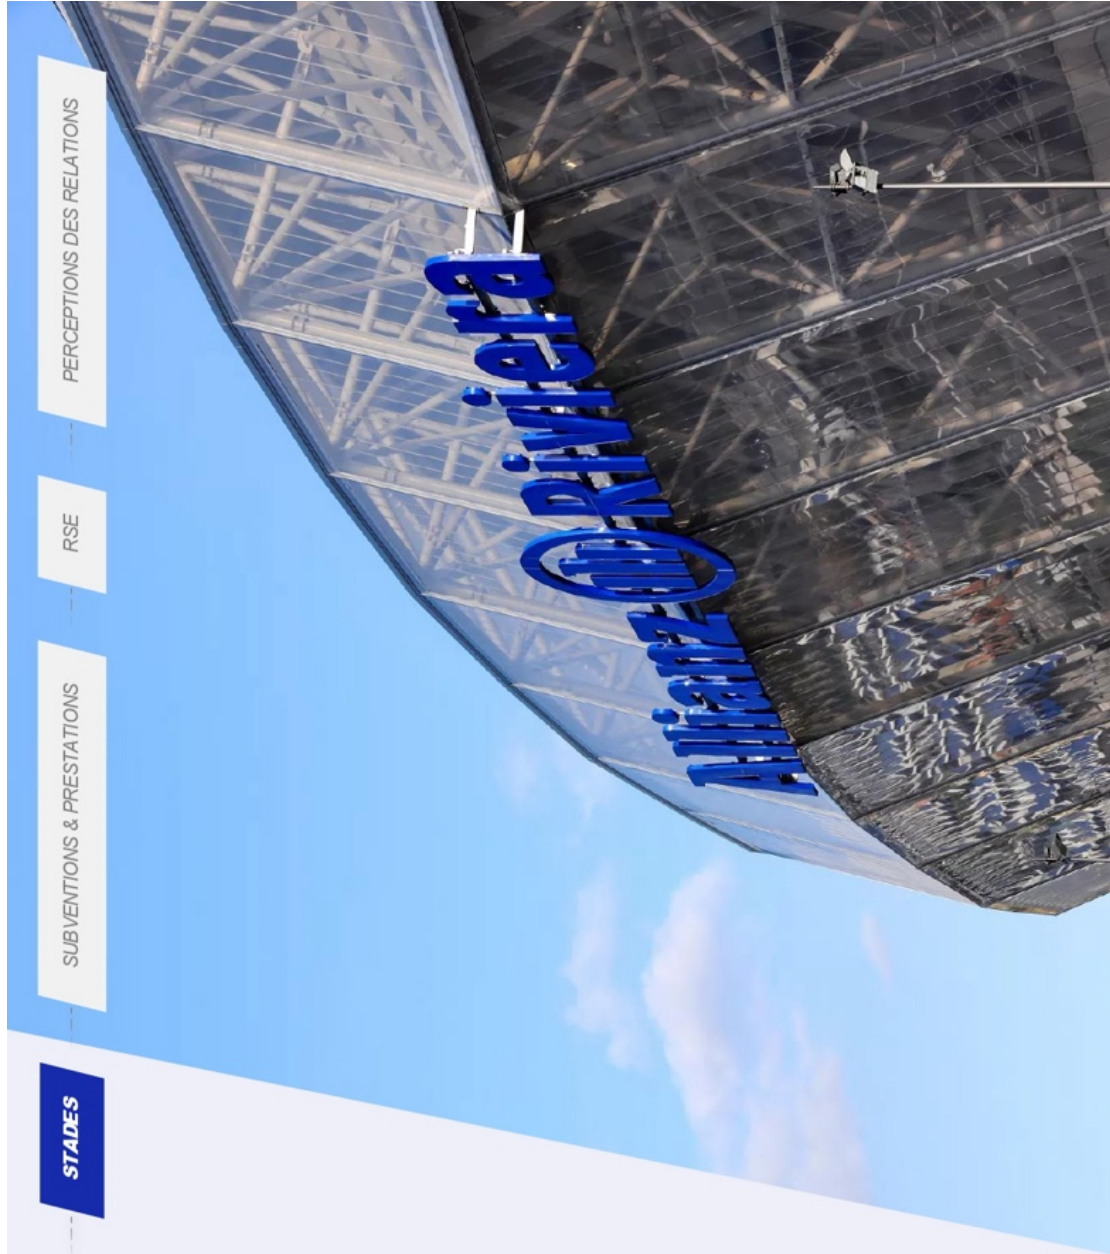 STADES
SUBVENTIONS & PRESTATIONS
RSE
PERCEPTIONS DES RELATIONS
Allianz Riviera